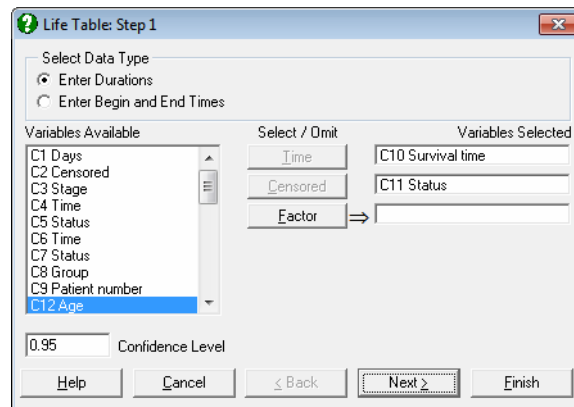 Life Table: Step 1
Select Data Type
Enter Durations
Enter Begin and End Times
Variables Available
Select / Omit
Variables Selected
C1 Days
C2 Censored
C3 Stage
C4 Time
C5 Status
C6 Time
C7 Status
C8 Group
C9 Patient number
C12 Age
Time
Censored
Factor
C10 Survival time
C11 Status
0.95 Confidence Level
Help Cancel < Back Next > Finish